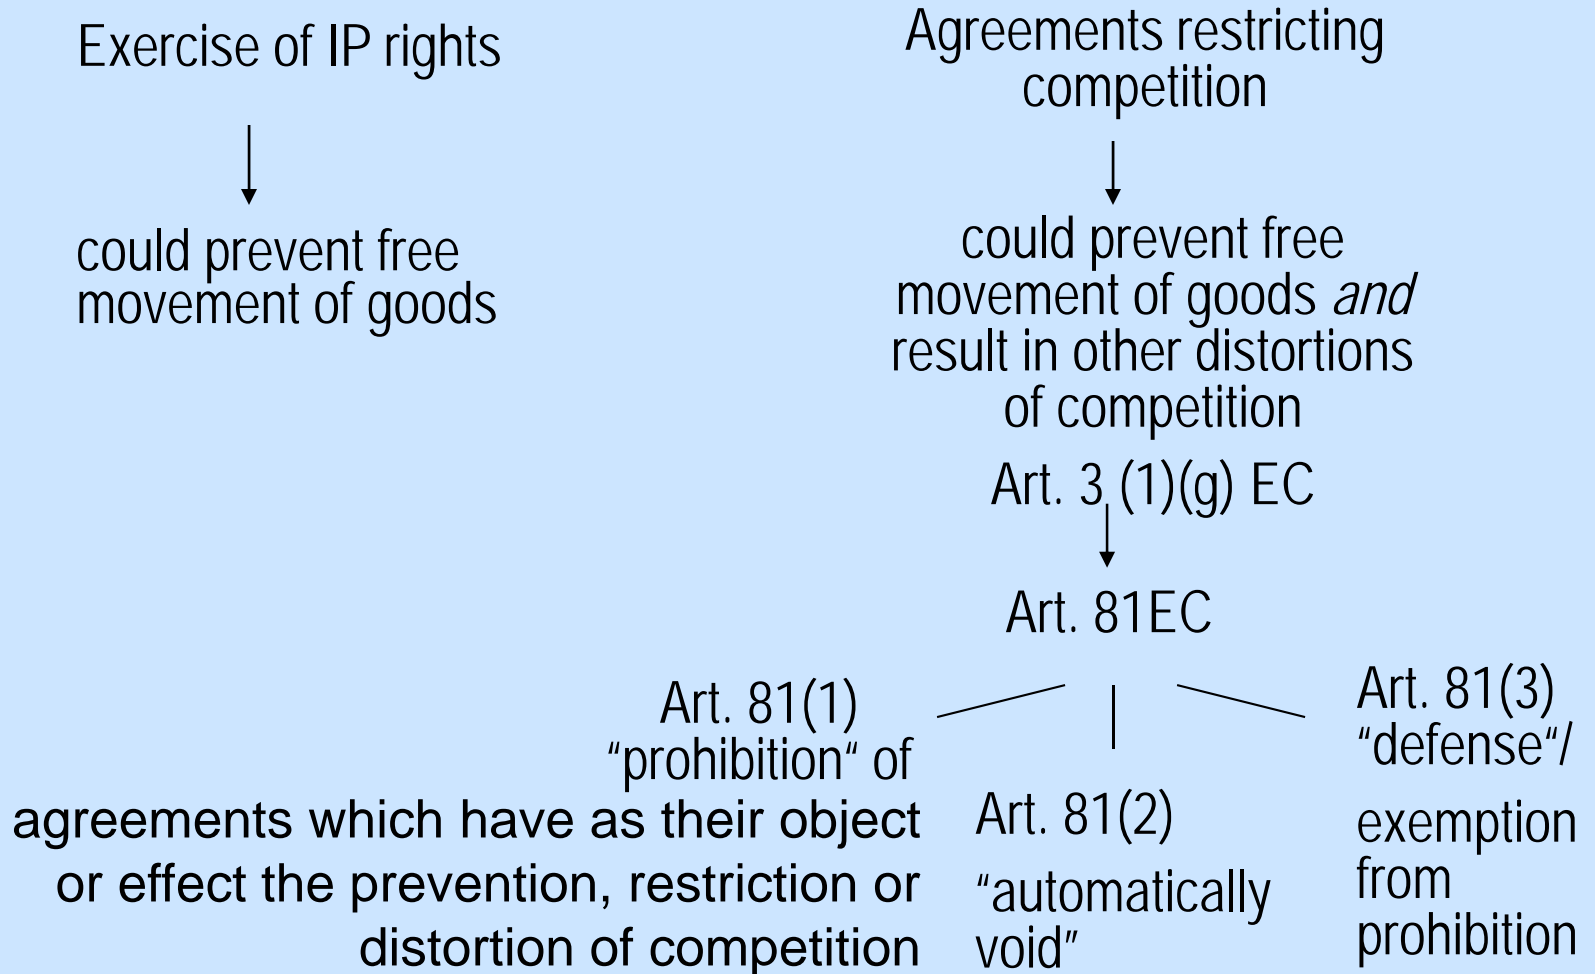 Exercise of IP rights
could prevent free
movement of goods
Agreements restricting
competition
could prevent free
movement of goods and
result in other distortions
of competition
Art. 3 (1)(g) EC
Art. 81EC
Art. 81(1)
“prohibition“ of
agreements which have as their object
or effect the prevention, restriction or
distortion of competition
Art. 81(2)
“automatically
void”
Art. 81(3)
“defense“/
exemption
from
prohibition